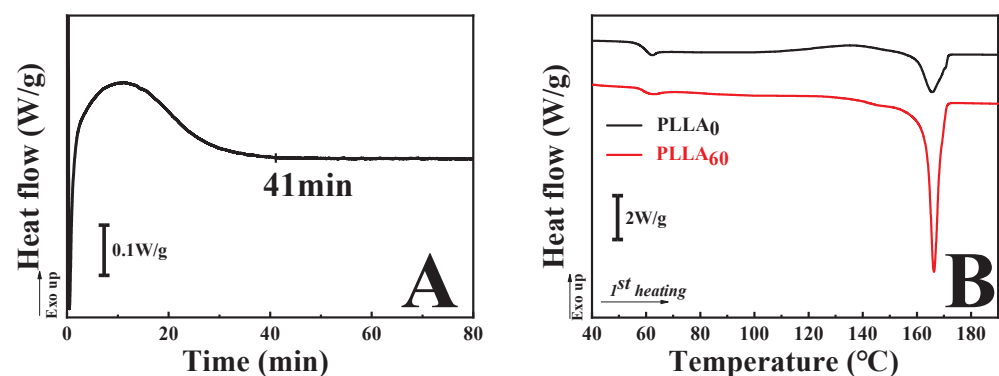 Heat flow (W/g)
Exo up
41min
0.1W/g
A
0 20 40 60 80
Time (min)
Heat flow (W/g)
Exo up
PLLA0
PLLA60
2W/g
1st heating
B
40 60 80 100 120 140 160 180
Temperature (°C)